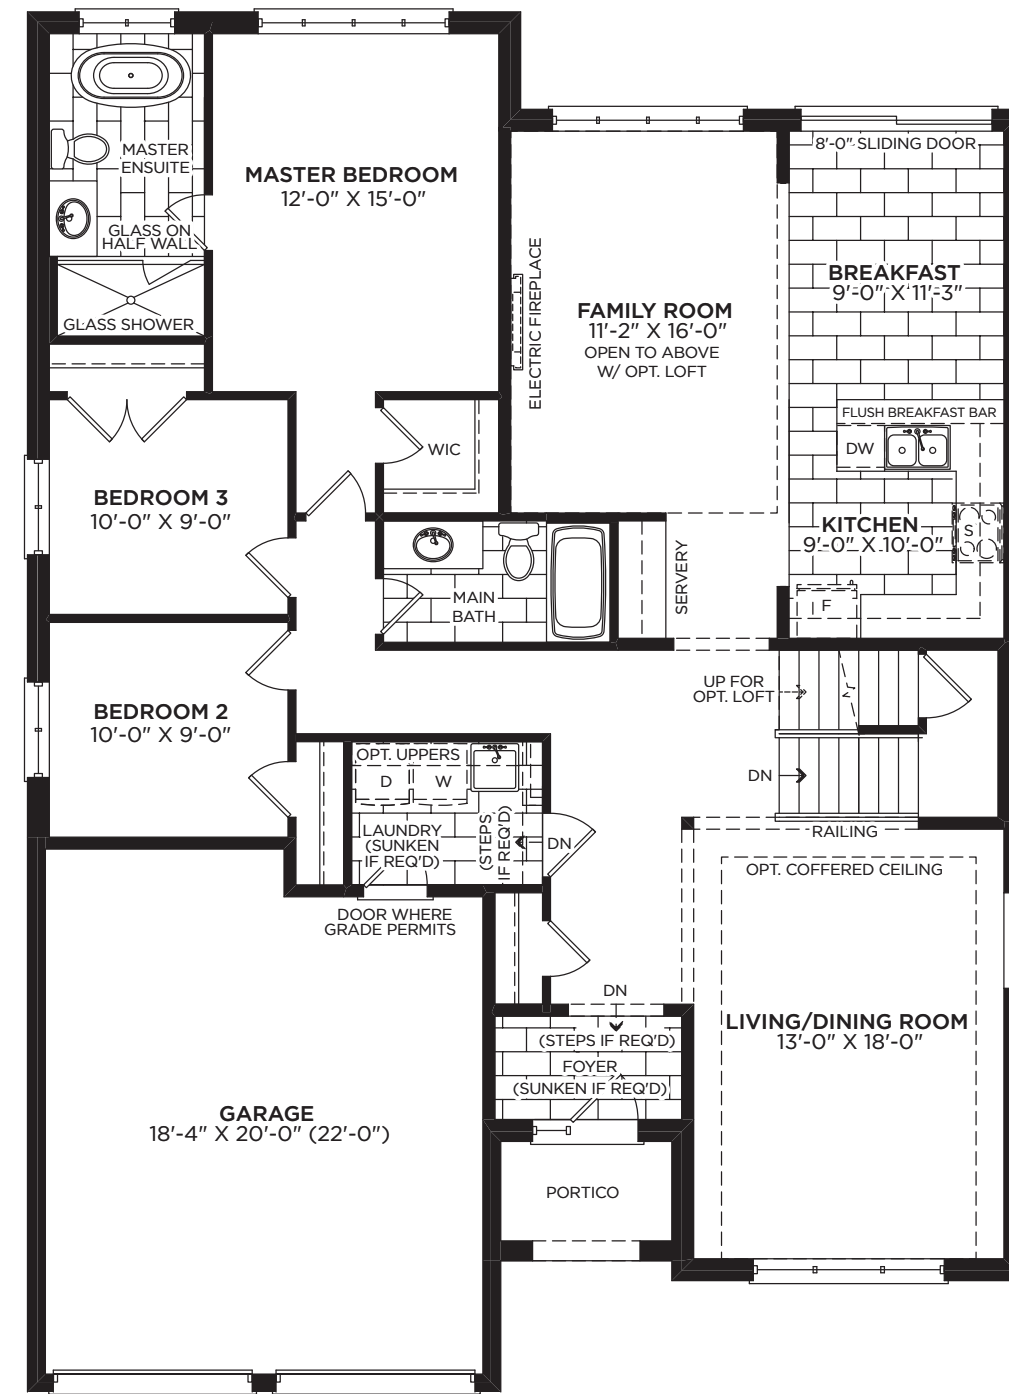 MASTER
ENSUITE
GLASS ON
HALF WALL
GLASS SHOWER
MASTER BEDROOM
12'-0" X 15'-0"
8'-0" SLIDING DOOR
BREAKFAST
9'-0" X 11'-3"
ELECTRIC FIREPLACE
FAMILY ROOM
11'-2" X 16'-0"
OPEN TO ABOVE
W/ OPT. LOFT
FLUSH BREAKFAST BAR
DW
WIC
BEDROOM 3
10'-0" X 9'-0"
KITCHEN
9'-0" X 10'-0"
S
F
SERVERY
MAIN
BATH
UP FOR
OPT. LOFT
BEDROOM 2
10'-0" X 9'-0"
OPT. UPPERS
D
W
DN
LAUNDRY
(SUNKEN
IF REQ'D)
(STEPS
IF REQ'D)
DN
RAILING
OPT. COFFERED CEILING
DOOR WHERE
GRADE PERMITS
DN
(STEPS IF REQ'D)
FOYER
(SUNKEN IF REQ'D)
LIVING/DINING ROOM
13'-0" X 18'-0"
GARAGE
18'-4" X 20'-0" (22'-0")
PORTICO